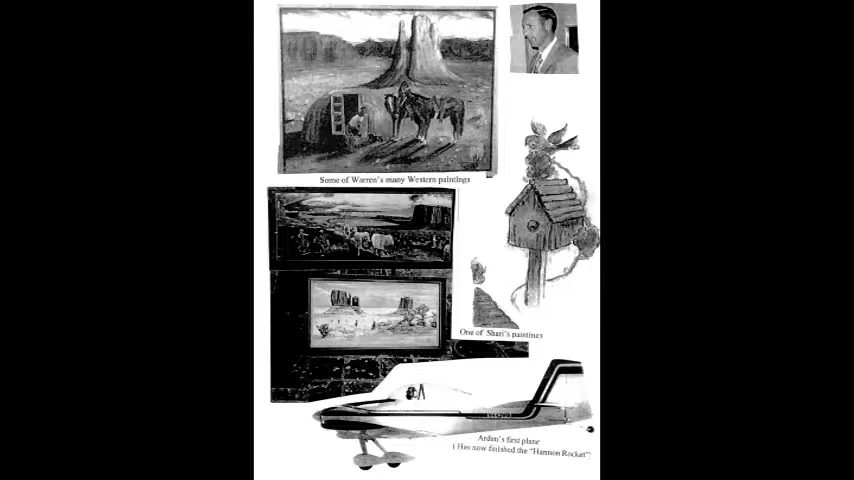 Some of Warren's many Western paintings
One of Shari's paintings
Arden's first plane
( Has now finished the "Harmon Rocket")